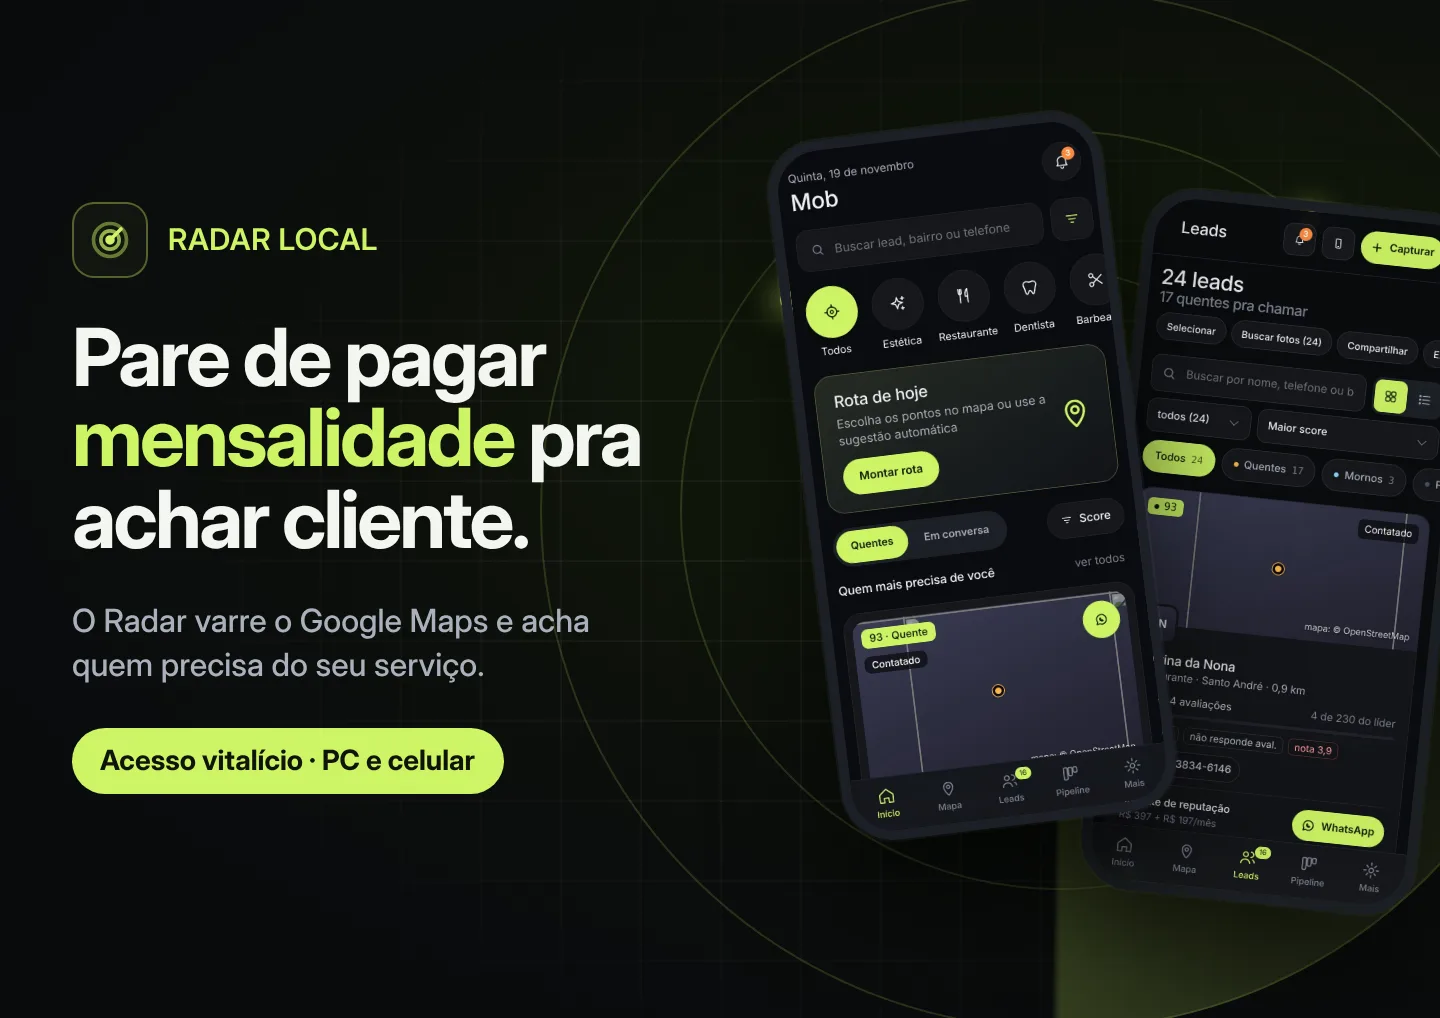 RADAR LOCAL
Pare de pagar
mensalidade pra
achar cliente.
O Radar varre o Google Maps e acha
quem precisa do seu serviço.
Acesso vitalício · PC e celular
Quinta, 19 de novembro
3
Mob
Buscar lead, bairro ou telefone
Todos
Estética
Restaurante
Dentista
Barbea
Rota de hoje
Escolha os pontos no mapa ou use a
sugestão automática
Montar rota
Quentes
Em conversa
Score
Quem mais precisa de você
ver todos
93 · Quente
Contatado
mapa: © OpenStreetMap
Início
Mapa
16
Leads
Pipeline
Mais
Leads
3
+ Capturar
24 leads
17 quentes pra chamar
Selecionar
Buscar fotos (24)
Compartilhar
E
Buscar por nome, telefone ou b
todos (24)
Maior score
Todos 24
Quentes 17
Mornos 3
F
93
Contatado
N
mapa: © OpenStreetMap
ina da Nona
rante · Santo André · 0,9 km
4 avaliações
4 de 230 do líder
não responde aval.
nota 3,9
3834-6146
te de reputação
R$ 397 + R$ 197/mês
WhatsApp
Início
Mapa
16
Leads
Pipeline
Mais